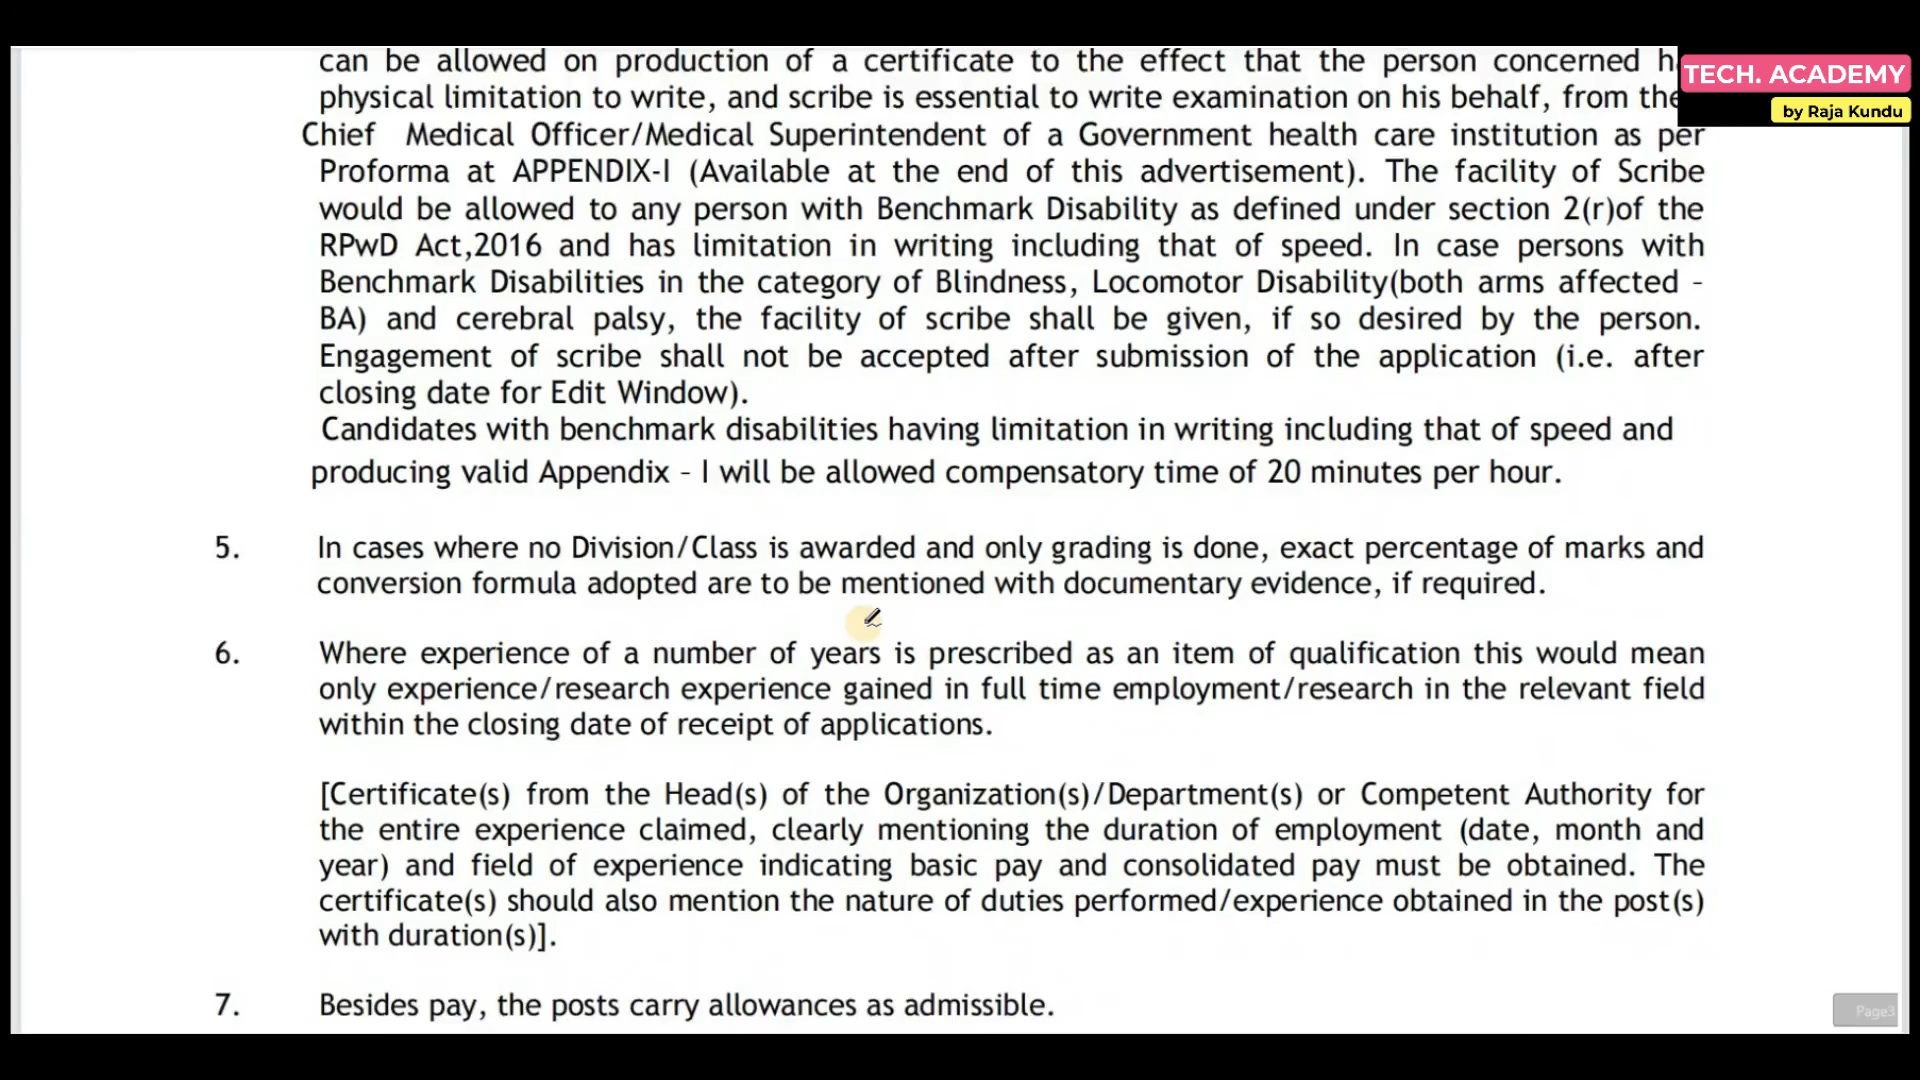 can be allowed on production of a certificate to the effect that the person concerned
physical limitation to write, and scribe is essential to write examination on his behalf, from the
Chief Medical Officer/Medical Superintendent of a Government health care institution as per
Proforma at APPENDIX-I (Available at the end of this advertisement). The facility of Scribe
would be allowed to any person with Benchmark Disability as defined under section 2(r)of the
RPwD Act,2016 and has limitation in writing including that of speed. In case persons with
Benchmark Disabilities in the category of Blindness, Locomotor Disability(both arms affected -
BA) and cerebral palsy, the facility of scribe shall be given, if so desired by the person.
Engagement of scribe shall not be accepted after submission of the application (i.e. after
closing date for Edit Window).
Candidates with benchmark disabilities having limitation in writing including that of speed and
producing valid Appendix - I will be allowed compensatory time of 20 minutes per hour.
5. In cases where no Division/Class is awarded and only grading is done, exact percentage of marks and
conversion formula adopted are to be mentioned with documentary evidence, if required.
6. Where experience of a number of years is prescribed as an item of qualification this would mean
only experience/research experience gained in full time employment/research in the relevant field
within the closing date of receipt of applications.
[Certificate(s) from the Head(s) of the Organization(s)/Department(s) or Competent Authority for
the entire experience claimed, clearly mentioning the duration of employment (date, month and
year) and field of experience indicating basic pay and consolidated pay must be obtained. The
certificate(s) should also mention the nature of duties performed/experience obtained in the post(s)
with duration(s)].
7. Besides pay, the posts carry allowances as admissible.
TECH. ACADEMY
by Raja Kundu
Page3